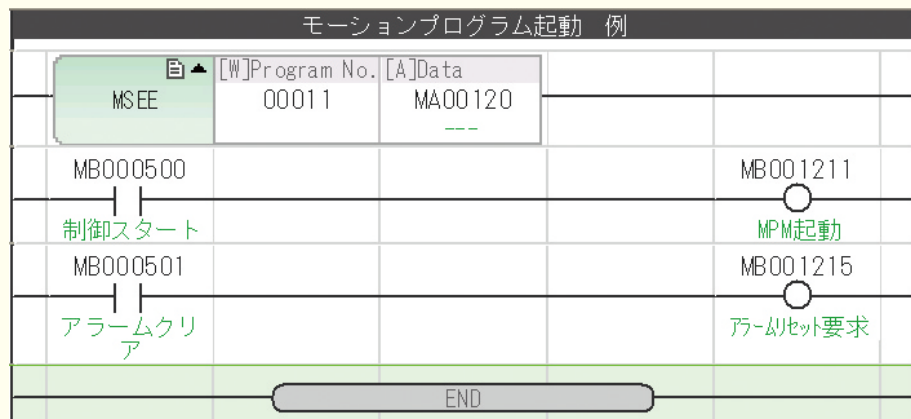 モーションプログラム起動 例
[W]Program No. [A]Data
MSEE 00011 MA00120
---
MB000500 MB001211
制御スタート MPM起動
MB000501 MB001215
アラームクリ ｱﾗｰﾑﾘｾｯﾄ要求
ア
END